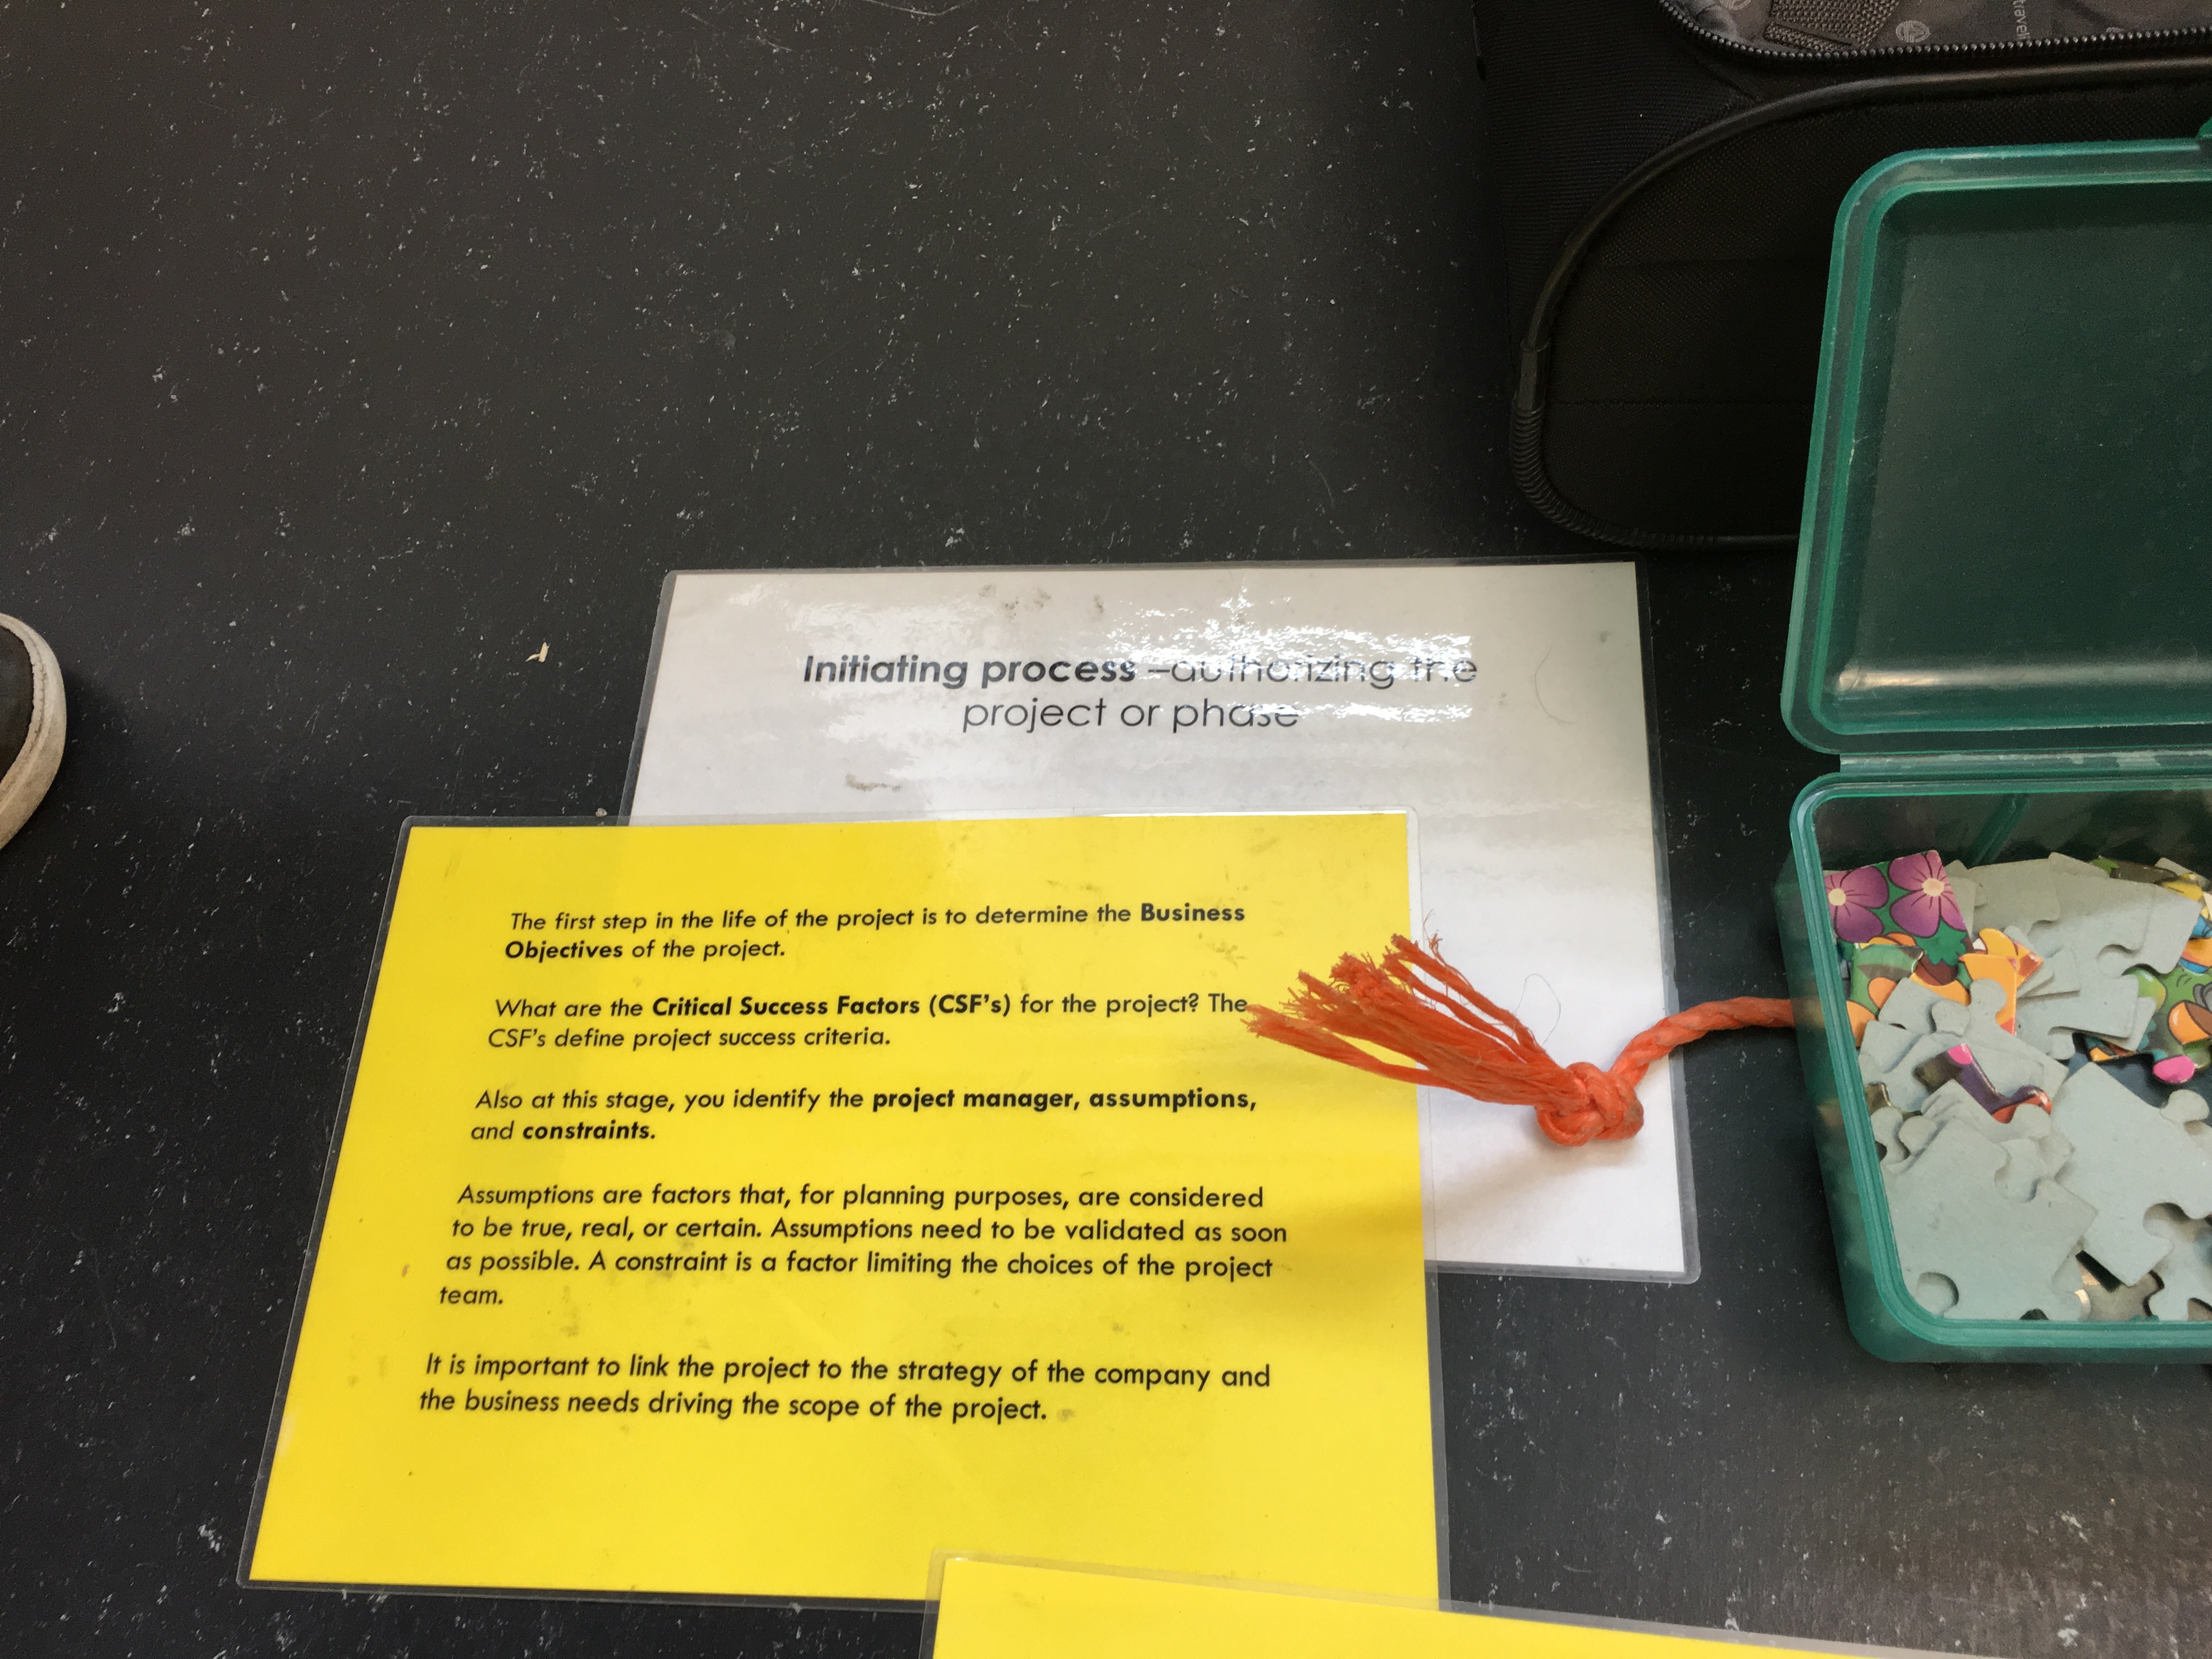 Initiating process –authorizing the
project or phase
The first step in the life of the project is to determine the Business
Objectives of the project.
What are the Critical Success Factors (CSF's) for the project? The
CSF's define project success criteria.
Also at this stage, you identify the project manager, assumptions,
and constraints.
Assumptions are factors that, for planning purposes, are considered
to be true, real, or certain. Assumptions need to be validated as soon
as possible. A constraint is a factor limiting the choices of the project
team.
It is important to link the project to the strategy of the company and
the business needs driving the scope of the project.